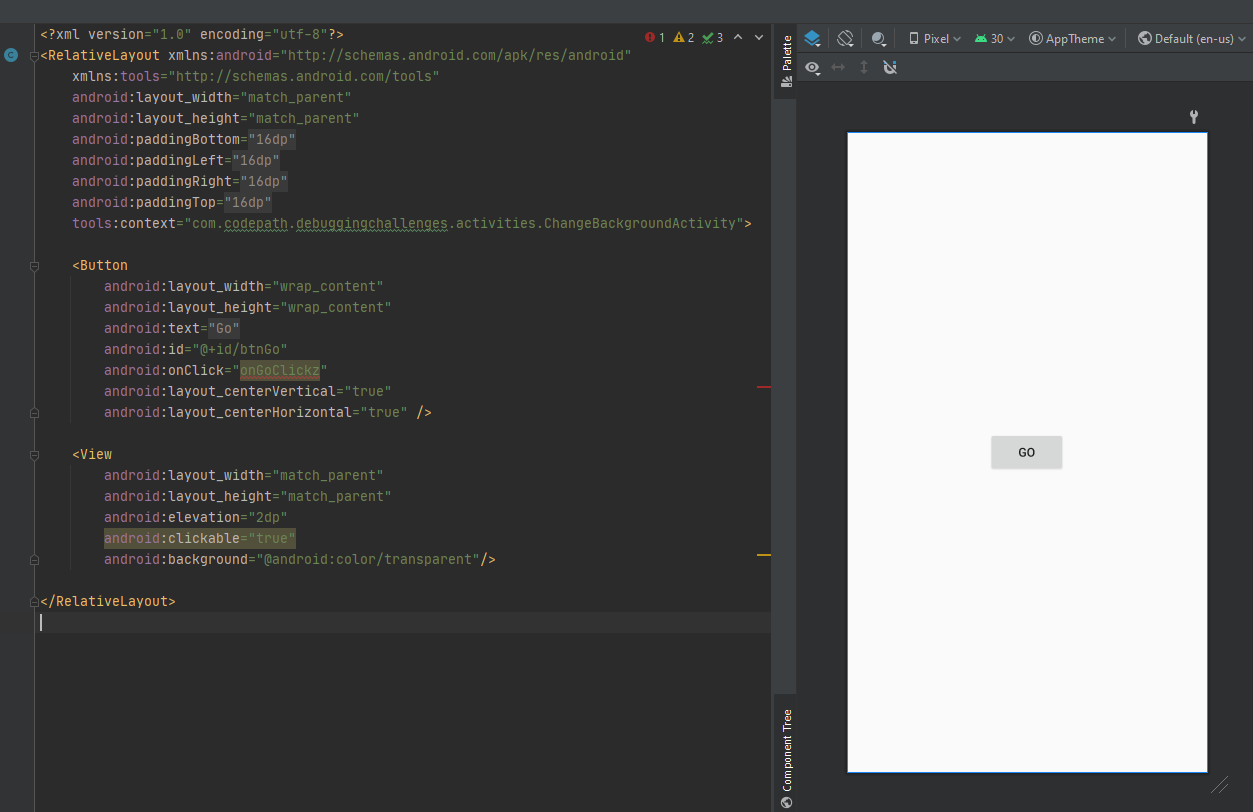 <?xml version="1.0" encoding="utf-8"?>
1 2 3
<RelativeLayout xmlns:android="http://schemas.android.com/apk/res/android"
xmlns:tools="http://schemas.android.com/tools"
android:layout_width="match_parent"
android:layout_height="match_parent"
android:paddingBottom="16dp"
android:paddingLeft="16dp"
android:paddingRight="16dp"
android:paddingTop="16dp"
tools:context="com.codepath.debuggingchallenges.activities.ChangeBackgroundActivity">
<Button
android:layout_width="wrap_content"
android:layout_height="wrap_content"
android:text="Go"
android:id="@+id/btnGo"
android:onClick="onGoClickz"
android:layout_centerVertical="true"
android:layout_centerHorizontal="true" />
<View
android:layout_width="match_parent"
android:layout_height="match_parent"
android:elevation="2dp"
android:clickable="true"
android:background="@android:color/transparent"/>
</RelativeLayout>
Palette
Component Tree
Pixel 30 AppTheme Default (en-us)
GO
C